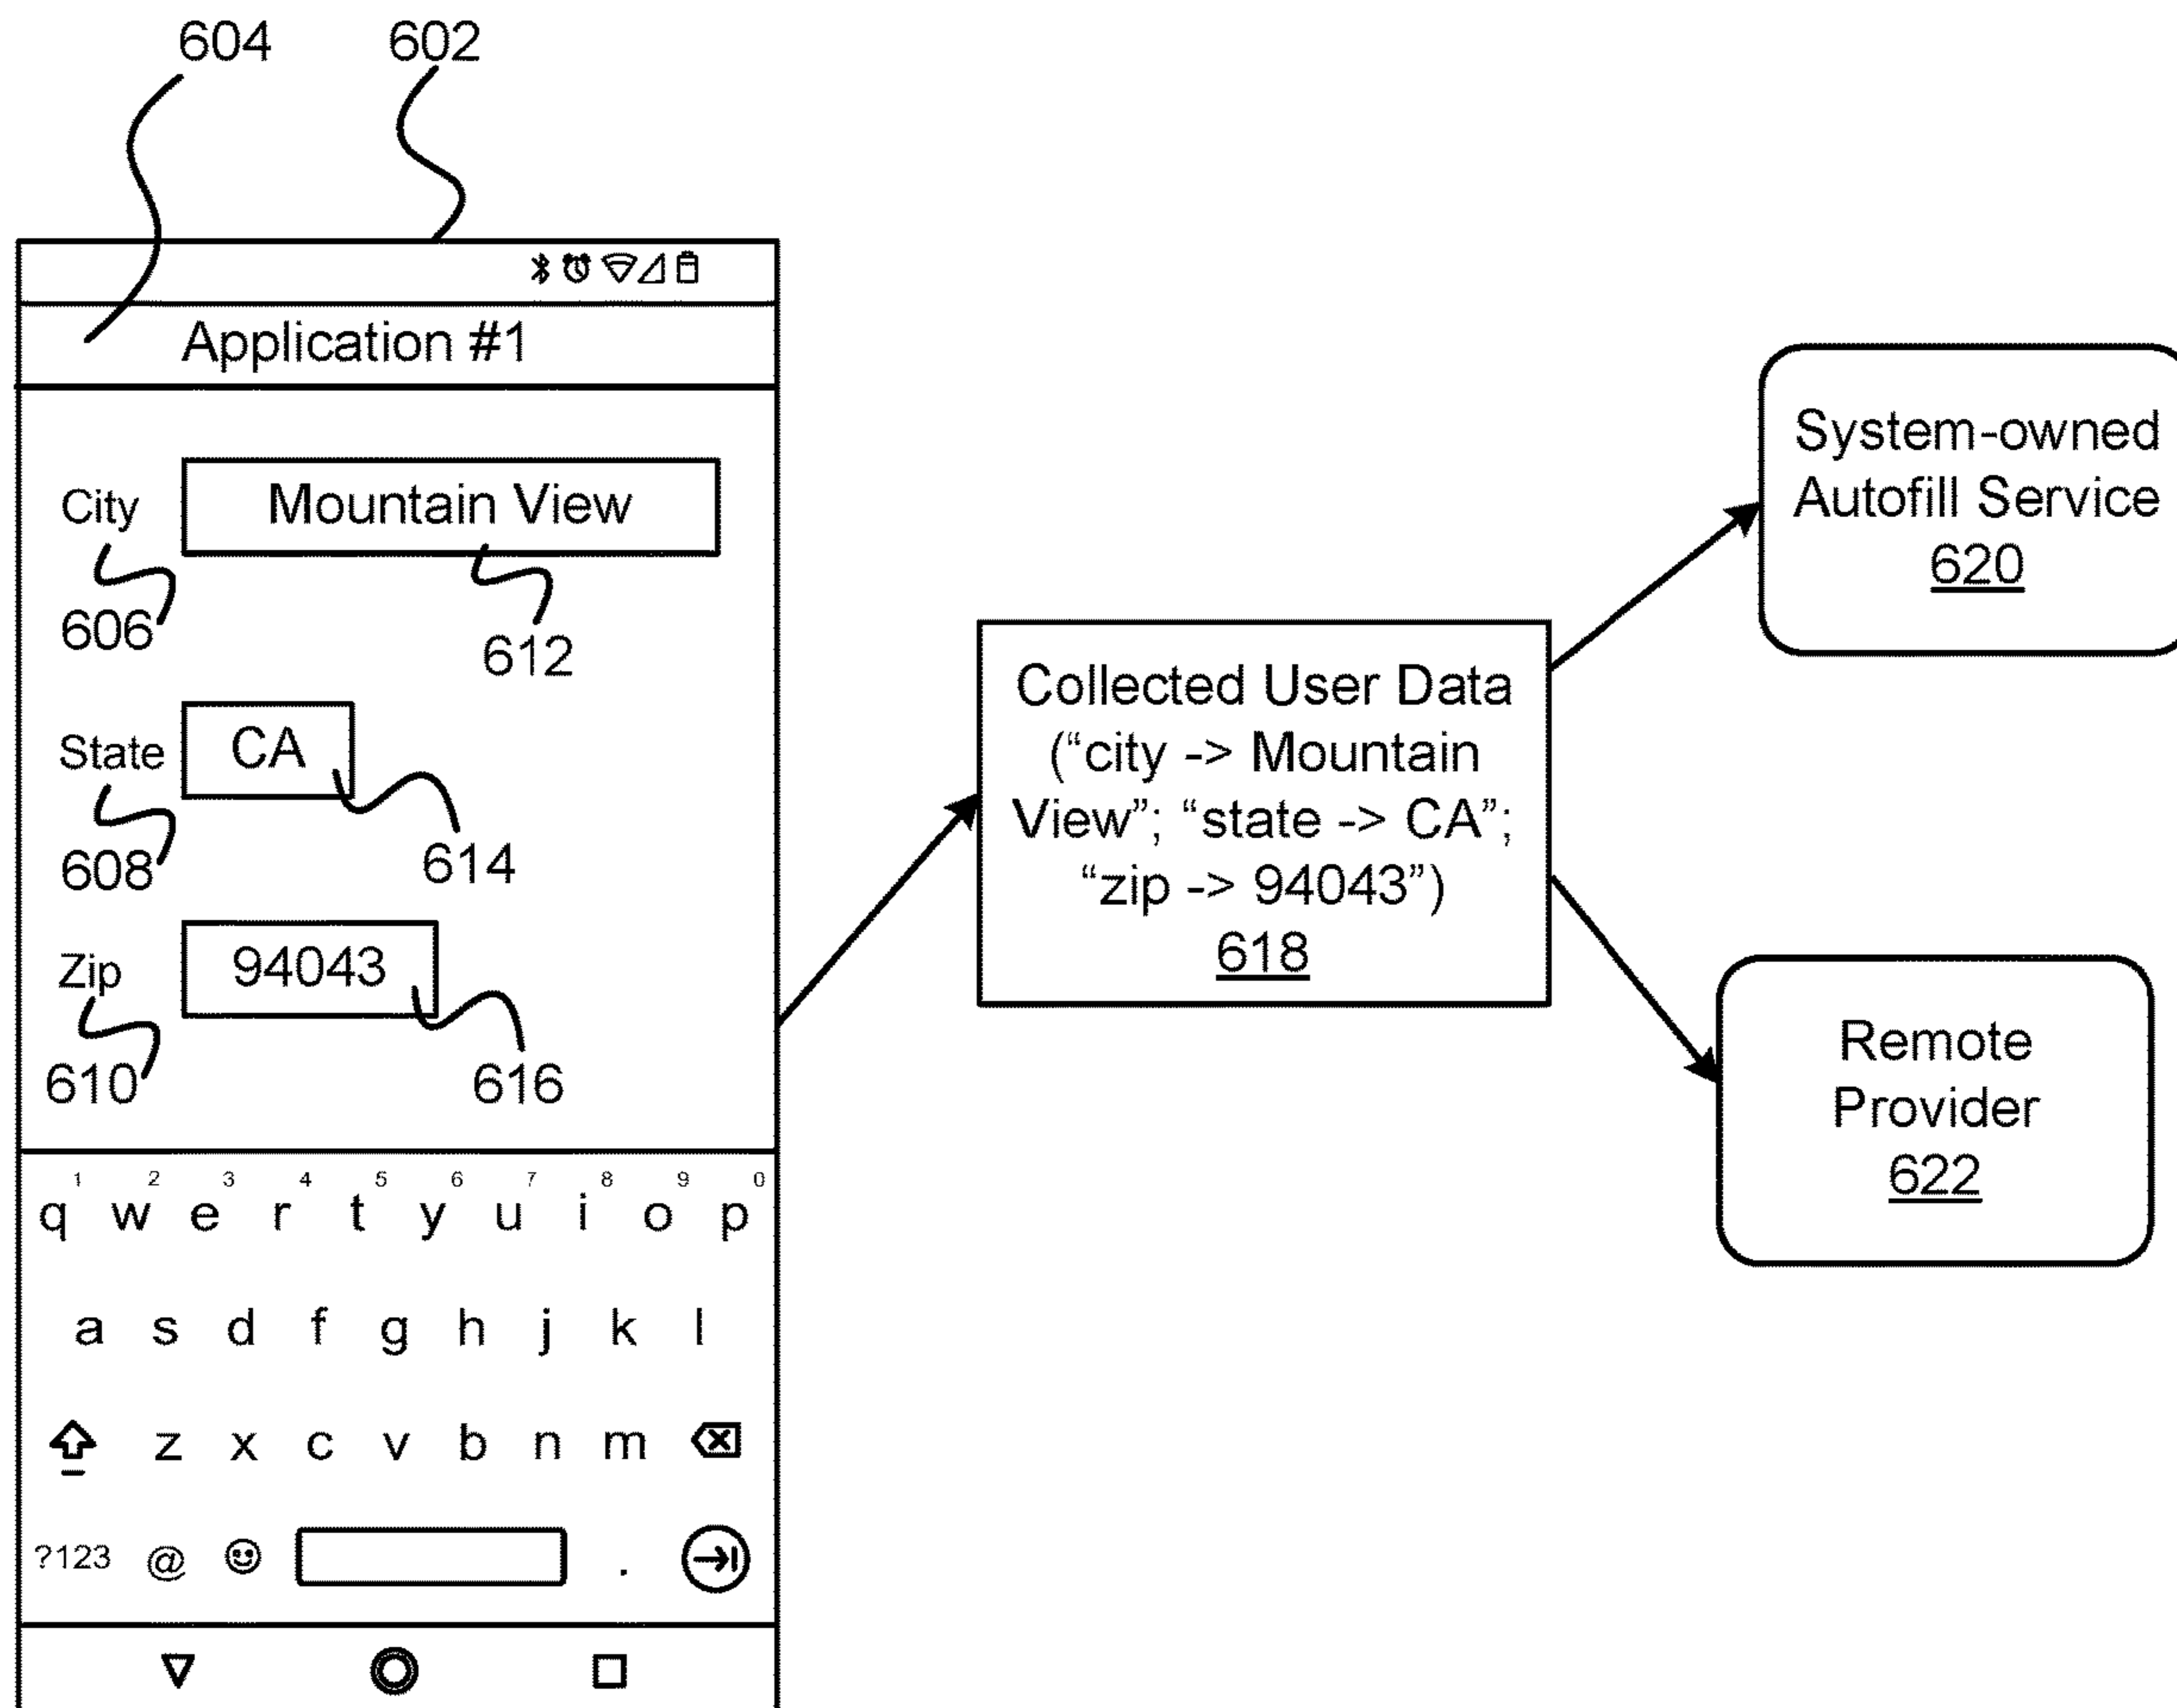 604 602
Application #1
City Mountain View
606 612
State CA
608 614
Zip 94043
610 616
1 2 3 4 5 6 7 8 9 0
q w e r t y u i o p
a s d f g h j k l
z x c v b n m
?123 @ .
Collected User Data
(“city -> Mountain
View”; “state -> CA”;
“zip -> 94043”)
618
System-owned
Autofill Service
620
Remote
Provider
622